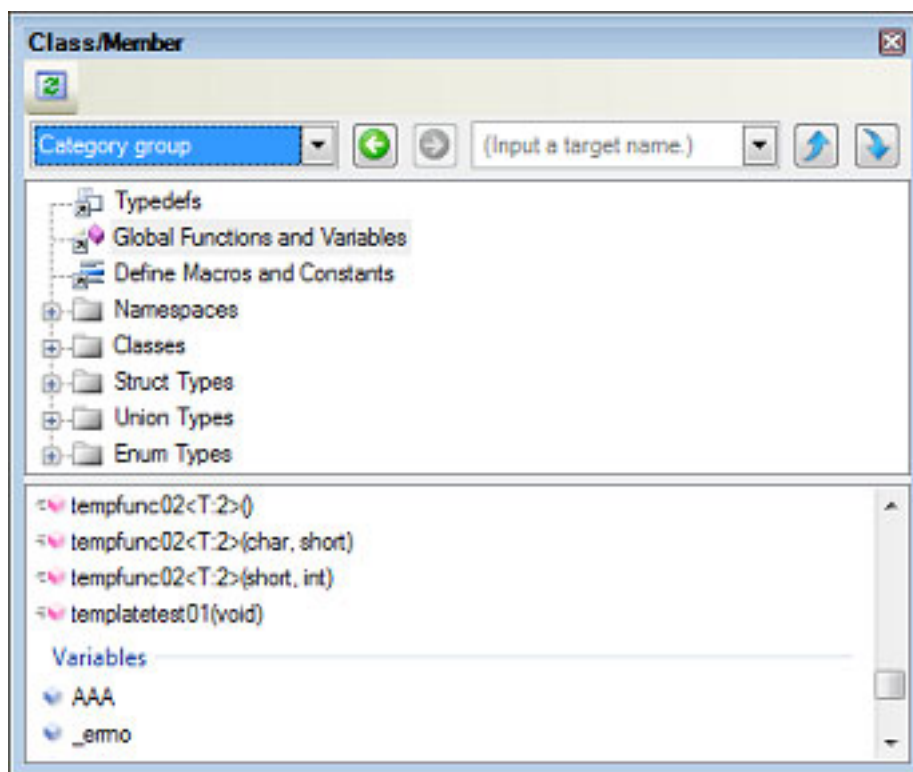 Class/Member
Category group
(Input a target name.)
Typedefs
Global Functions and Variables
Define Macros and Constants
Namespaces
Classes
Struct Types
Union Types
Enum Types
tempfunc02<T:2>()
tempfunc02<T:2>(char, short)
tempfunc02<T:2>(short, int)
templatetest01(void)
Variables
AAA
_errno